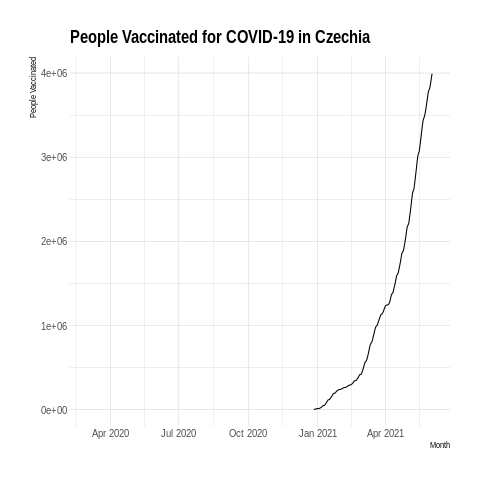 People Vaccinated for COVID-19 in Czechia
People Vaccinated
4e+06
3e+06
2e+06
1e+06
0e+00
Apr 2020 Jul 2020 Oct 2020 Jan 2021 Apr 2021
Month